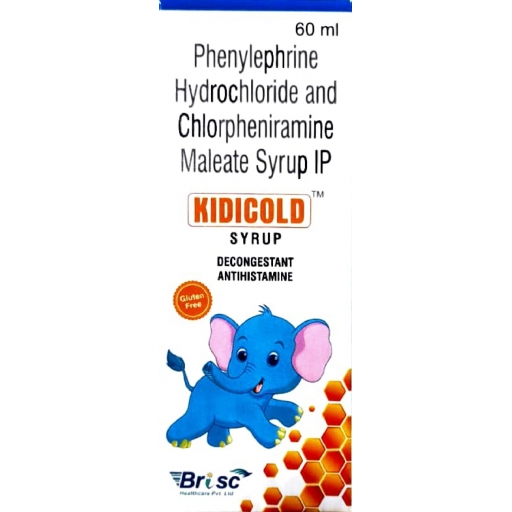 60 ml
Phenylephrine
Hydrochloride and
Chlorpheniramine
Maleate Syrup IP
KIDICOLD™
SYRUP
DECONGESTANT
ANTIHISTAMINE
Gluten
Free
Brisc
Healthcare Pvt. Ltd